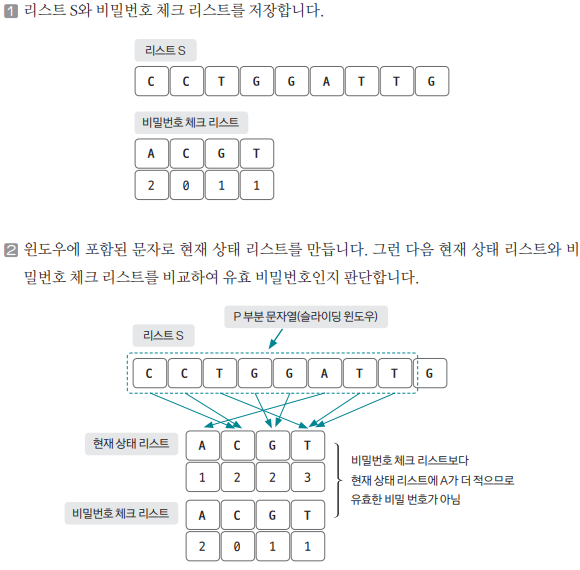 1 리스트 S와 비밀번호 체크 리스트를 저장합니다.
리스트 S
C C T G G A T T G
비밀번호 체크 리스트
A C G T
2 0 1 1
2 윈도우에 포함된 문자로 현재 상태 리스트를 만듭니다. 그런 다음 현재 상태 리스트와 비
밀번호 체크 리스트를 비교하여 유효 비밀번호인지 판단합니다.
P 부분 문자열(슬라이딩 윈도우)
리스트 S
C C T G G A T T G
현재 상태 리스트
A C G T
1 2 2 3
비밀번호 체크 리스트보다
현재 상태 리스트에 A가 더 적으므로
유효한 비밀 번호가 아님
비밀번호 체크 리스트
A C G T
2 0 1 1